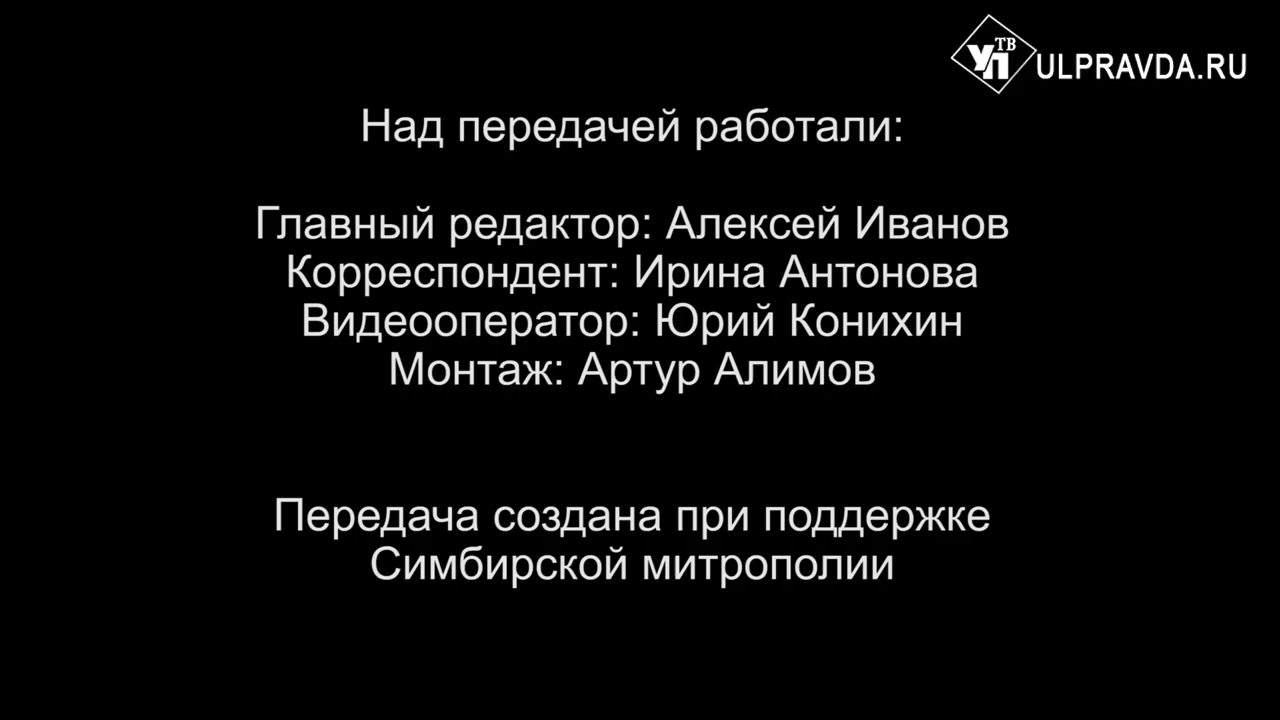 ТВ
УП
ULPRAVDA.RU
Над передачей работали:
Главный редактор: Алексей Иванов
Корреспондент: Ирина Антонова
Видеооператор: Юрий Конихин
Монтаж: Артур Алимов
Передача создана при поддержке
Симбирской митрополии